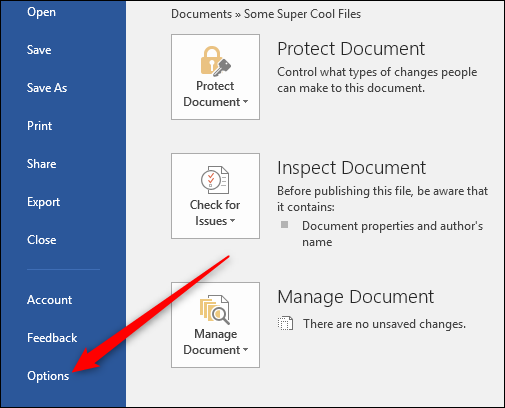 Open
Save
Save As
Print
Share
Export
Close
Account
Feedback
Options
Documents » Some Super Cool Files
Protect
Document
Protect Document
Control what types of changes people
can make to this document.
Check for
Issues
Inspect Document
Before publishing this file, be aware that
it contains:
Document properties and author's
name
Manage
Document
Manage Document
There are no unsaved changes.